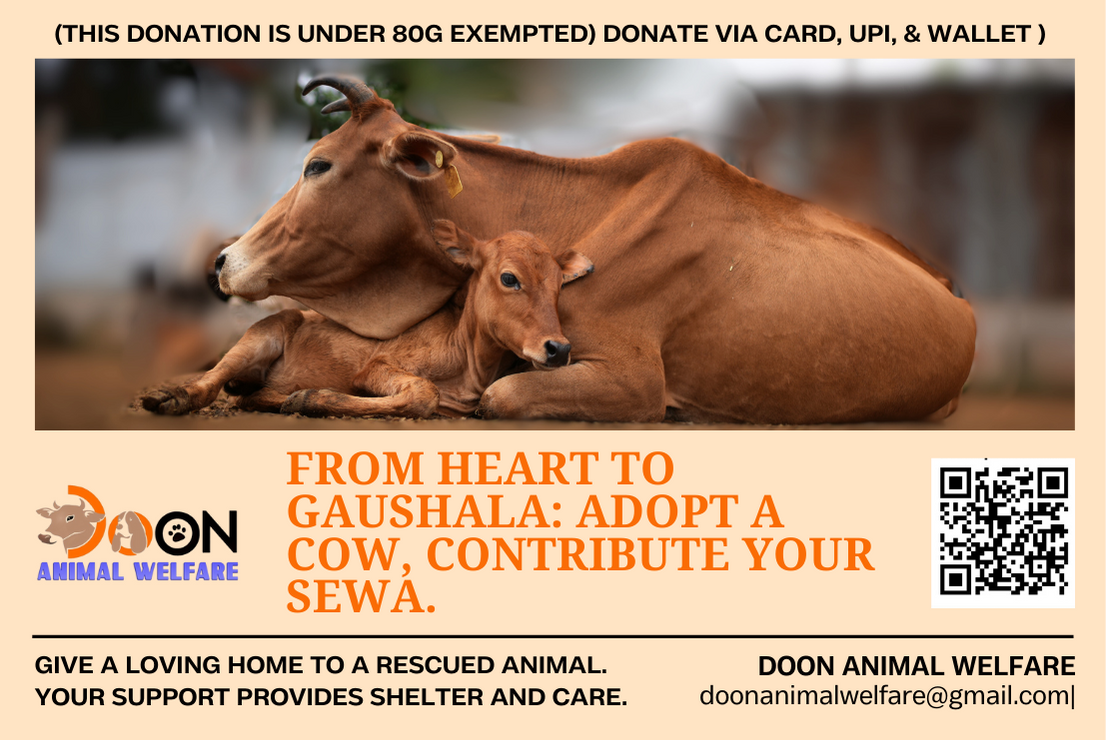 (THIS DONATION IS UNDER 80G EXEMPTED) DONATE VIA CARD, UPI, & WALLET )
FROM HEART TO
GAUSHALA: ADOPT A
COW, CONTRIBUTE YOUR
SEWA.
DOON
ANIMAL WELFARE
GIVE A LOVING HOME TO A RESCUED ANIMAL.
YOUR SUPPORT PROVIDES SHELTER AND CARE.
DOON ANIMAL WELFARE
doonanimalwelfare@gmail.com|